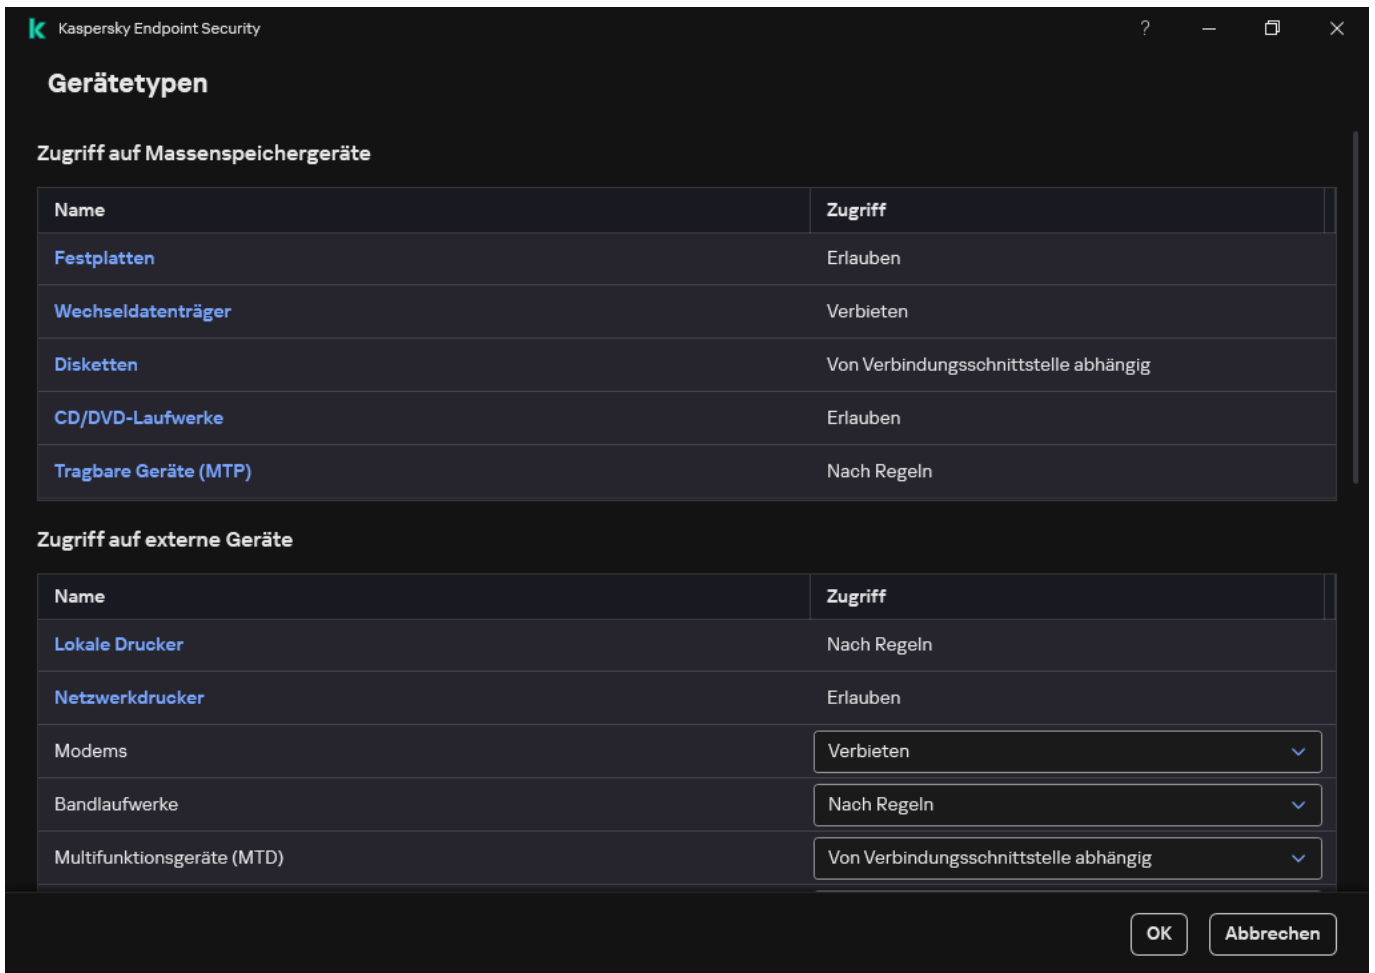 Kaspersky Endpoint Security
?
Gerätetypen
Zugriff auf Massenspeichergeräte
Name Zugriff
Festplatten Erlauben
Wechseldatenträger Verbieten
Disketten Von Verbindungsschnittstelle abhängig
CD/DVD-Laufwerke Erlauben
Tragbare Geräte (MTP) Nach Regeln
Zugriff auf externe Geräte
Name Zugriff
Lokale Drucker Nach Regeln
Netzwerkdrucker Erlauben
Modems Verbieten
Bandlaufwerke Nach Regeln
Multifunktionsgeräte (MTD) Von Verbindungsschnittstelle abhängig
OK Abbrechen